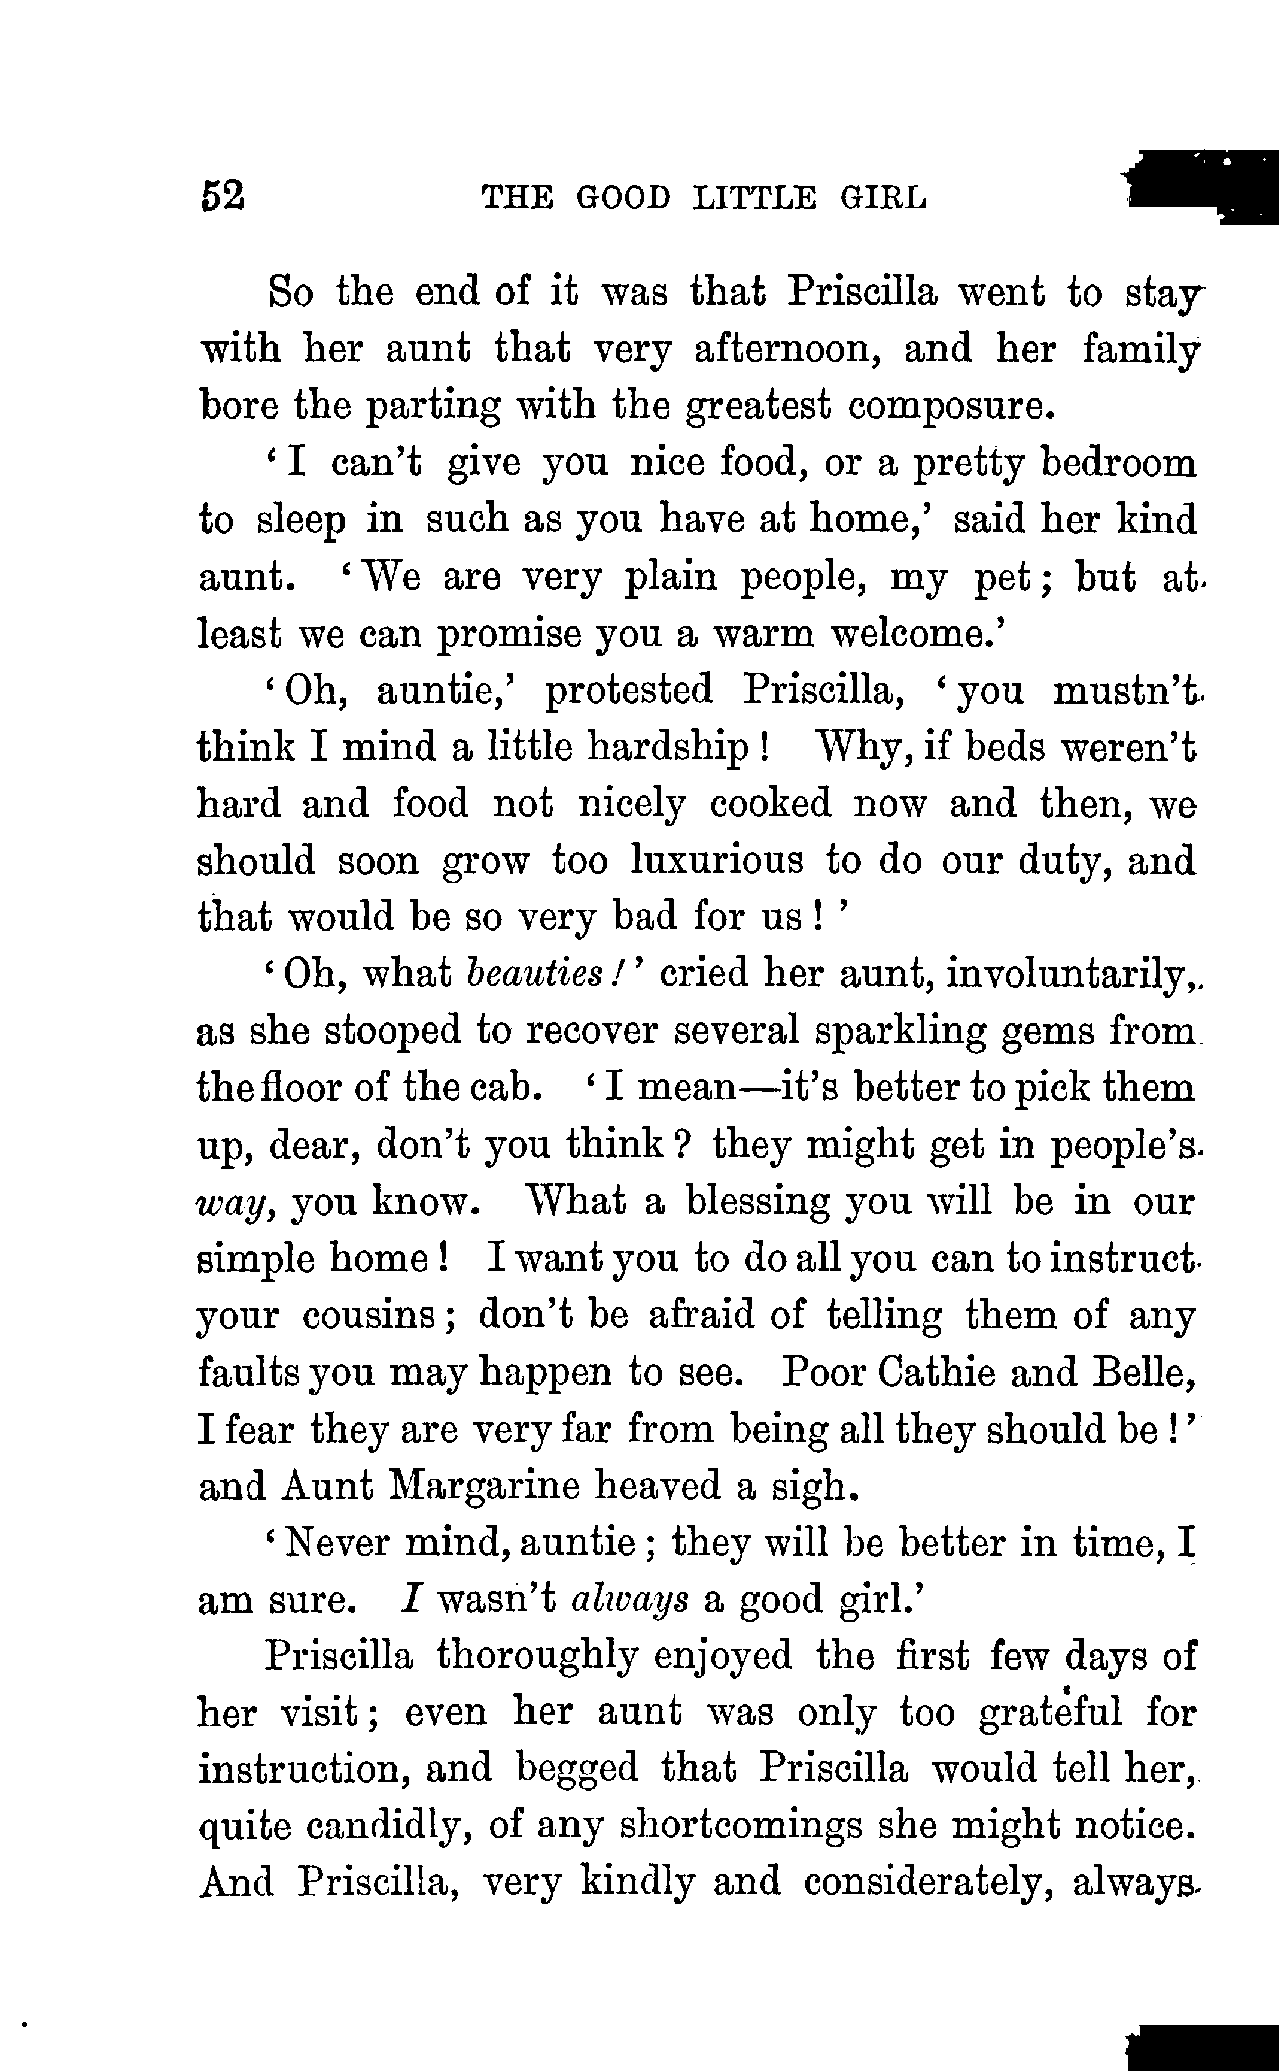 52 THE GOOD LITTLE GIRL
So the end of it was that Priscilla went to stay
with her aunt that very afternoon, and her family
bore the parting with the greatest composure.
‘I can’t give you nice food, or a pretty bedroom
to sleep in such as you have at home,’ said her kind
aunt. ‘We are very plain people, my pet; but at
least we can promise you a warm welcome.’
‘Oh, auntie,’ protested Priscilla, ‘you mustn’t
think I mind a little hardship! Why, if beds weren’t
hard and food not nicely cooked now and then, we
should soon grow too luxurious to do our duty, and
that would be so very bad for us!’
‘Oh, what beauties!’ cried her aunt, involuntarily,
as she stooped to recover several sparkling gems from
the floor of the cab. ‘I mean—it’s better to pick them
up, dear, don’t you think? they might get in people’s
way, you know. What a blessing you will be in our
simple home! I want you to do all you can to instruct
your cousins; don’t be afraid of telling them of any
faults you may happen to see. Poor Cathie and Belle,
I fear they are very far from being all they should be!’
and Aunt Margarine heaved a sigh.
‘Never mind, auntie; they will be better in time, I
am sure. I wasn’t always a good girl.’
Priscilla thoroughly enjoyed the first few days of
her visit; even her aunt was only too grateful for
instruction, and begged that Priscilla would tell her,
quite candidly, of any shortcomings she might notice.
And Priscilla, very kindly and considerately, always